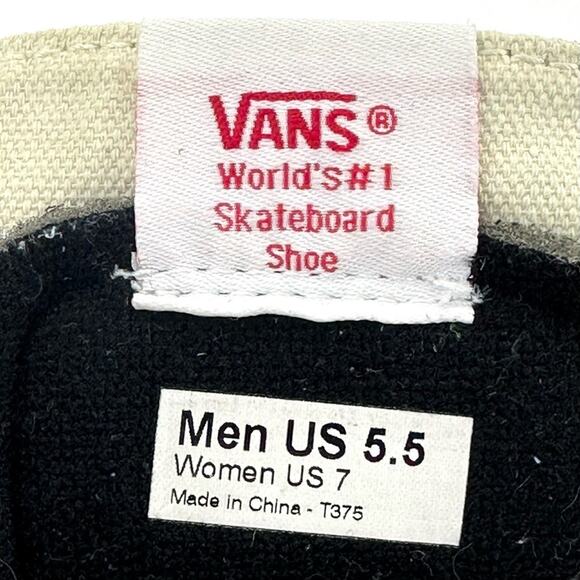 VANS®
World's#1
Skateboard
Shoe
Men US 5.5
Women US 7
Made in China - T375